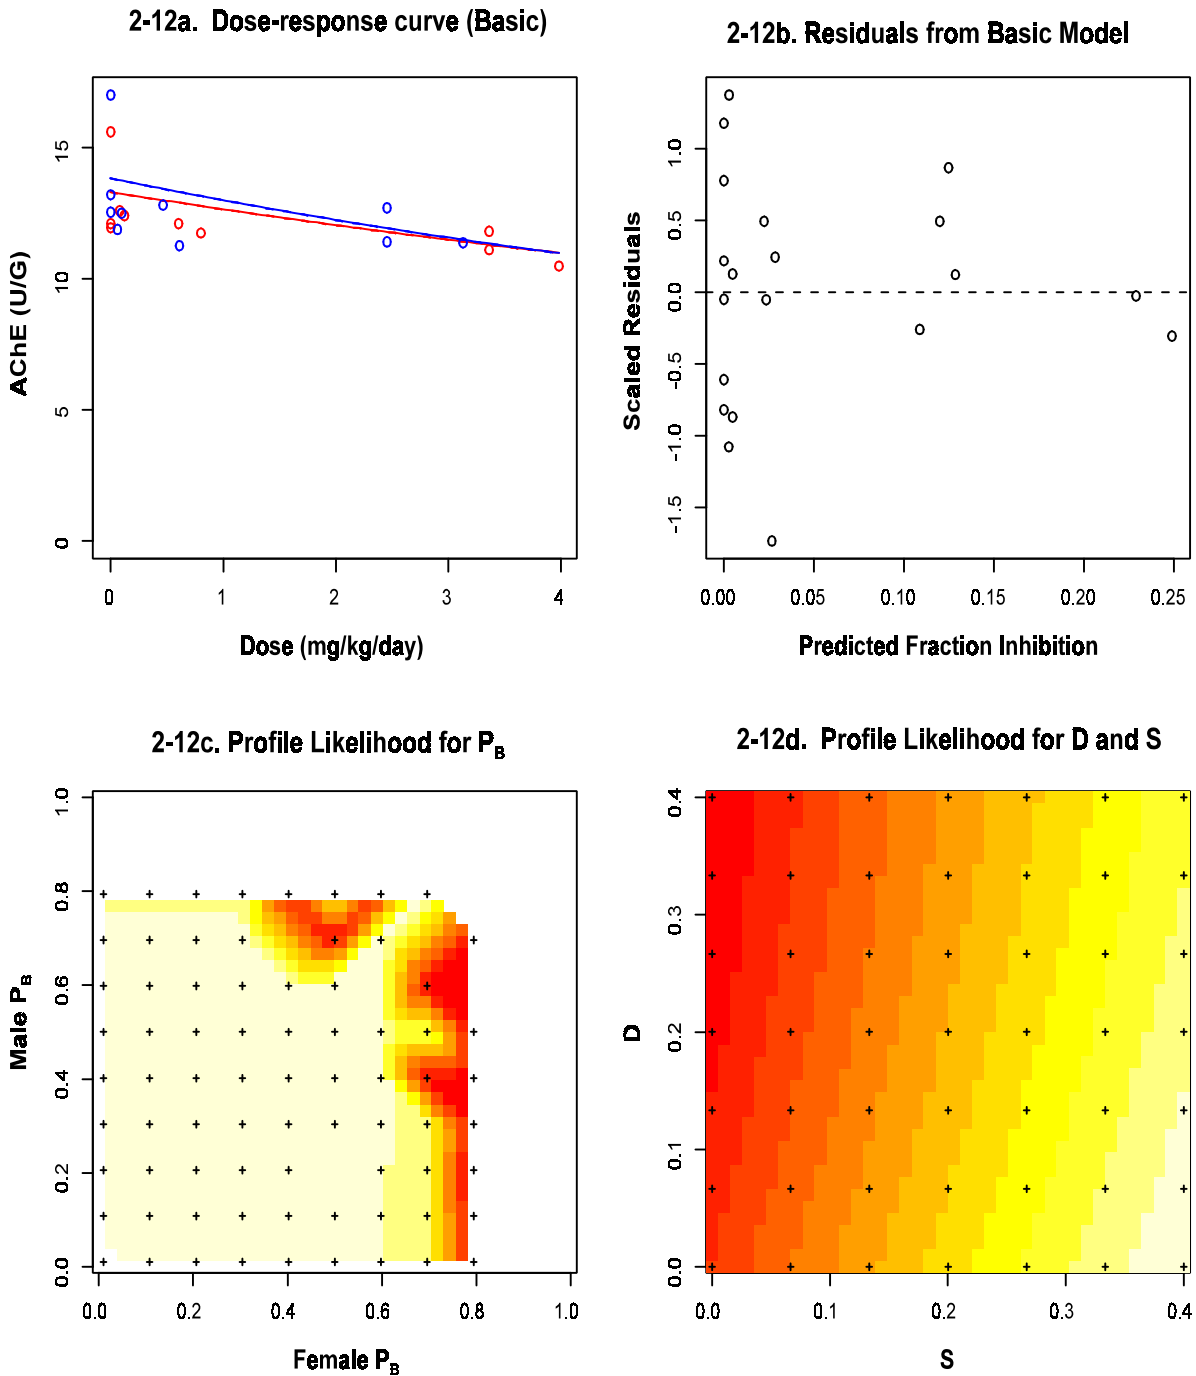 2-12a. Dose-response curve (Basic)
AChE (U/G)
15
10
5
0
0 1 2 3 4
Dose (mg/kg/day)
2-12b. Residuals from Basic Model
Scaled Residuals
1.0
0.5
0.0
-0.5
-1.0
-1.5
0.00 0.05 0.10 0.15 0.20 0.25
Predicted Fraction Inhibition
2-12c. Profile Likelihood for PB
Male PB
1.0
0.8
0.6
0.4
0.2
0.0
0.0 0.2 0.4 0.6 0.8 1.0
Female PB
2-12d. Profile Likelihood for D and S
D
0.4
0.3
0.2
0.1
0.0
0.0 0.1 0.2 0.3 0.4
S